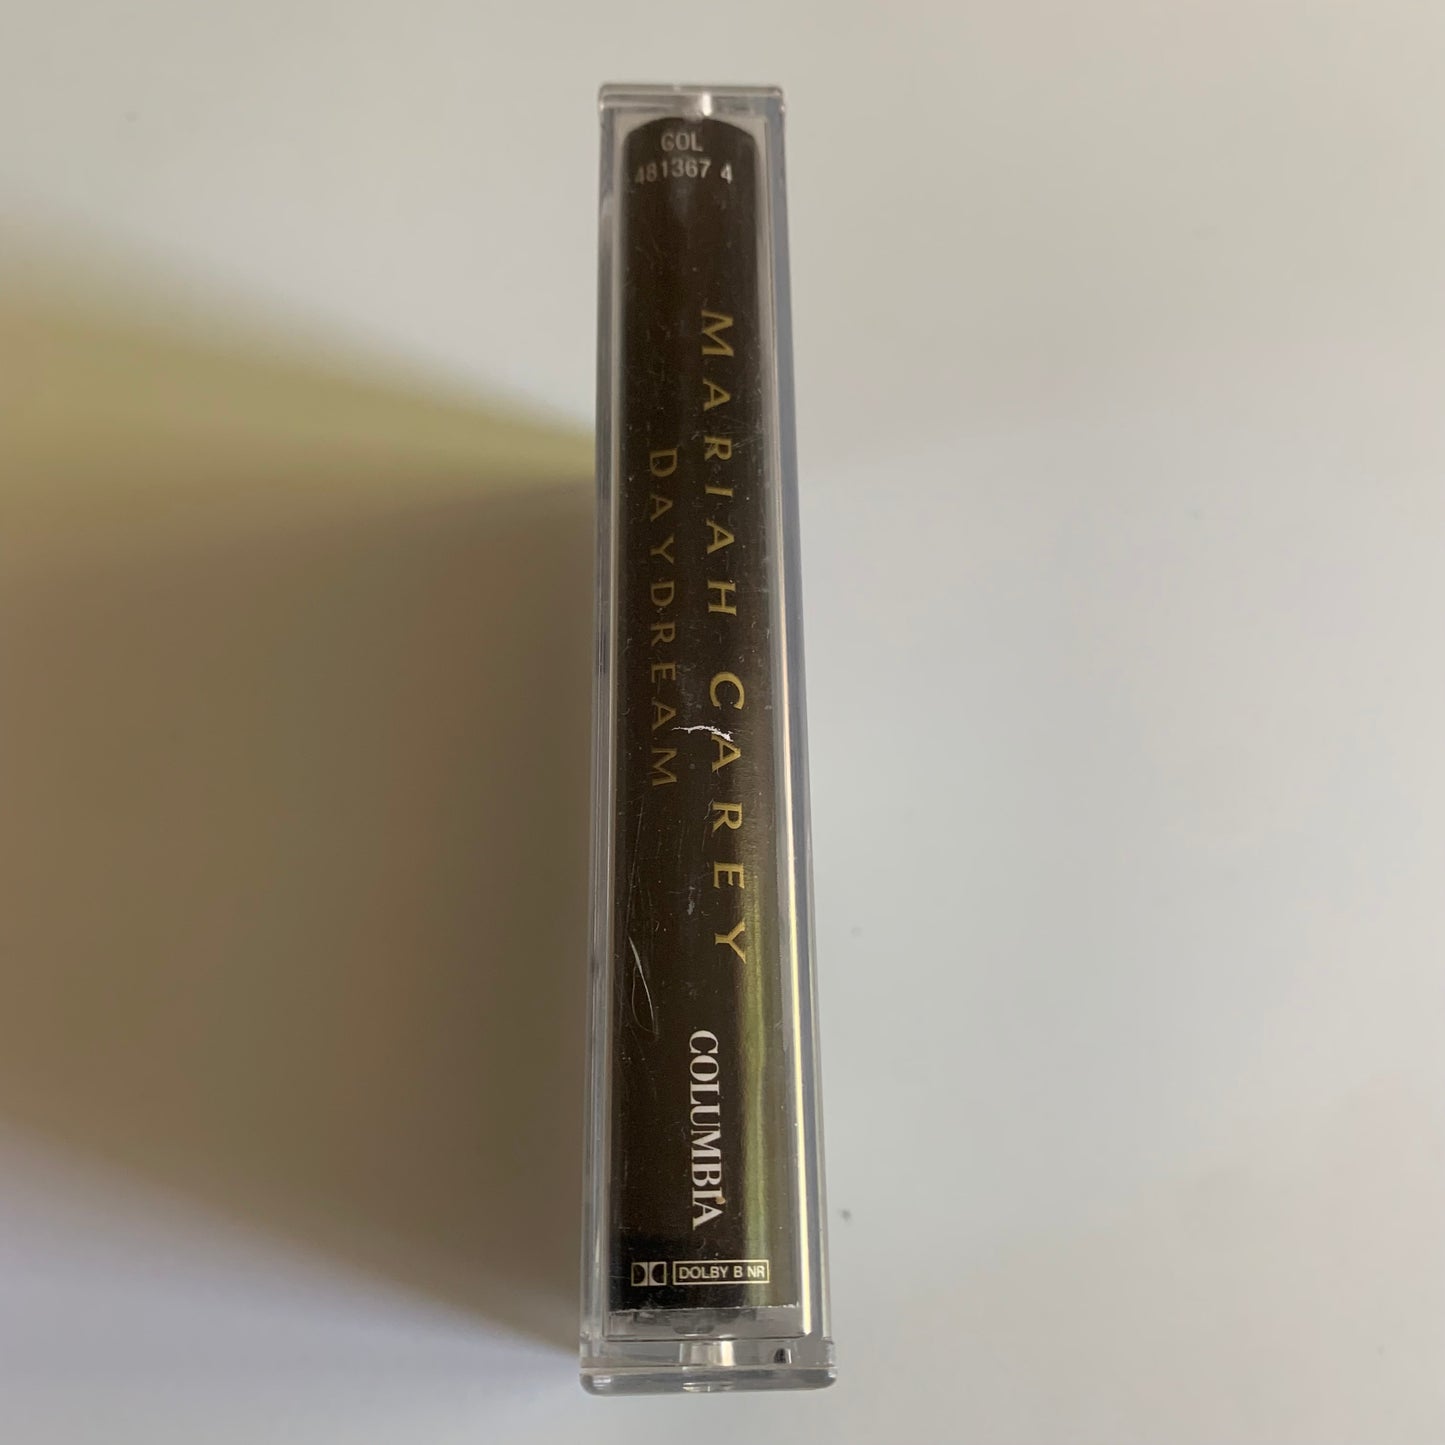 COL
481367 4
MARIAH CAREY
DAYDREAM
COLUMBIA
DOLBY B NR